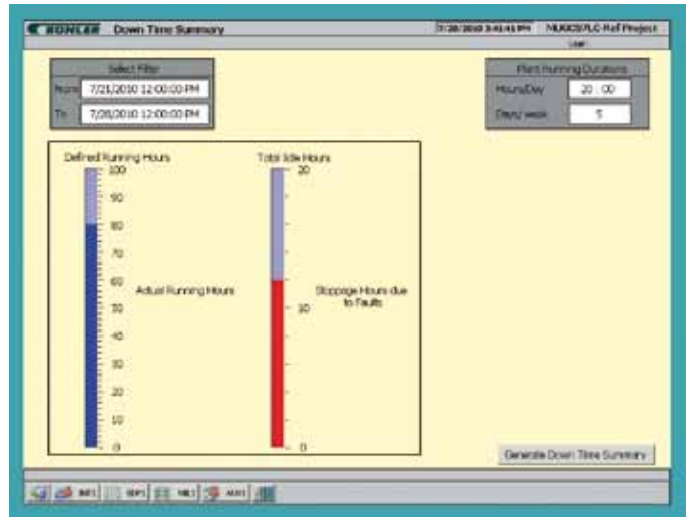 KOHLER Down Time Summary 7/28/2010 3:41:41 PM
User:
Select Filter Plant Running Durations
From 7/21/2010 12:00:00 PM Hours/Day 20 : 00
To 7/28/2010 12:00:00 PM Days/ week 5
Defined Running Hours Total Idle Hours
100 20
90
80
70
60
Actual Running Hours Stoppage Hours due
50 10 to Faults
40
30
20
10
0 0
Generate Down Time Summary